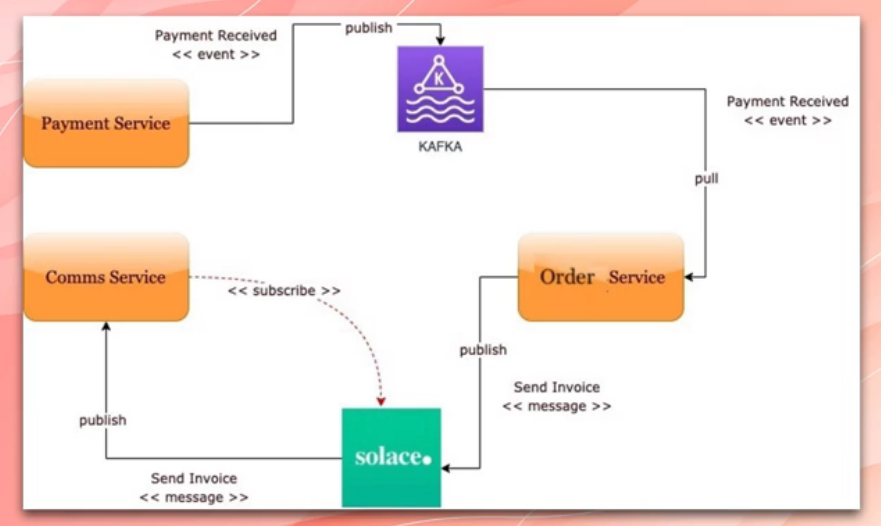 Payment Received
<< event >>
publish
K
KAFKA
Payment Service
Payment Received
<< event >>
pull
Comms Service
<< subscribe >>
Order Service
publish
Send Invoice
<< message >>
publish
solace.
Send Invoice
<< message >>